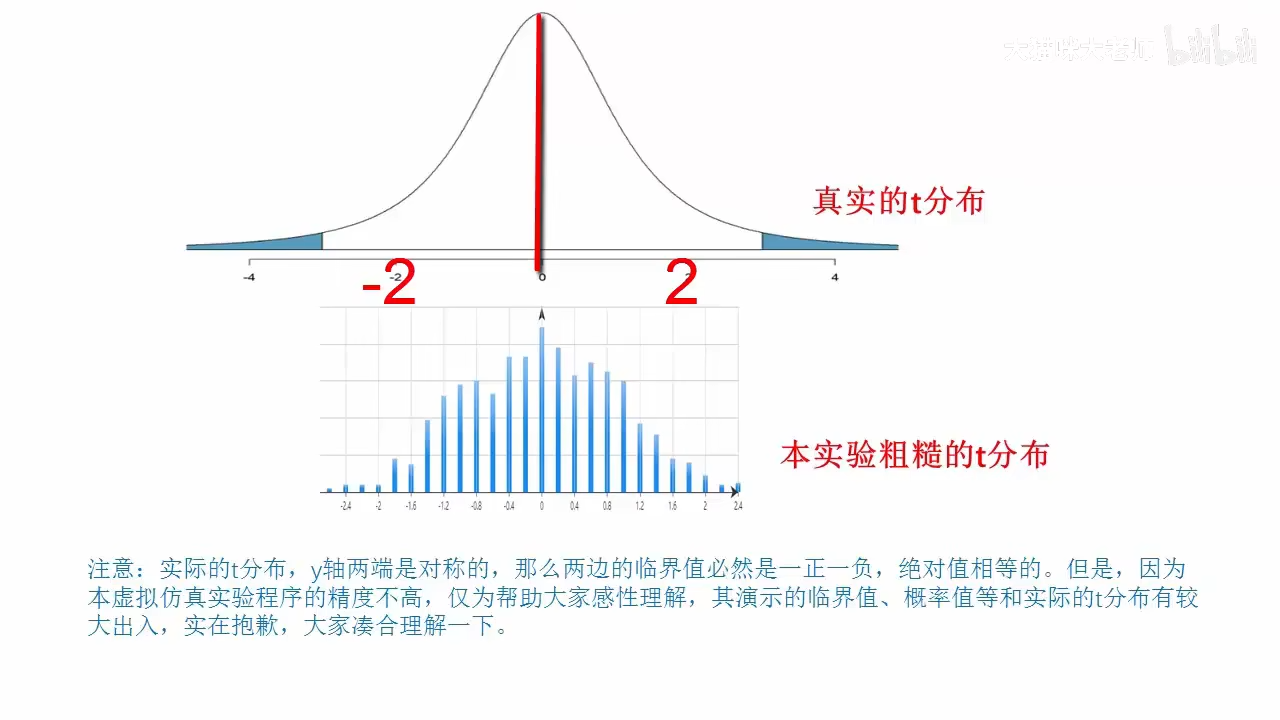 bilibili
真实的t分布
-4 -2 0 4
-2 2
本实验粗糙的t分布
-2.4 -2 -1.6 -1.2 -0.8 -0.4 0 0.4 0.8 1.2 1.6 2 2.4
注意：实际的t分布，y轴两端是对称的，那么两边的临界值必然是一正一负，绝对值相等的。但是，因为
本虚拟仿真实验程序的精度不高，仅为帮助大家感性理解，其演示的临界值、概率值等和实际的t分布有较
大出入，实在抱歉，大家凑合理解一下。